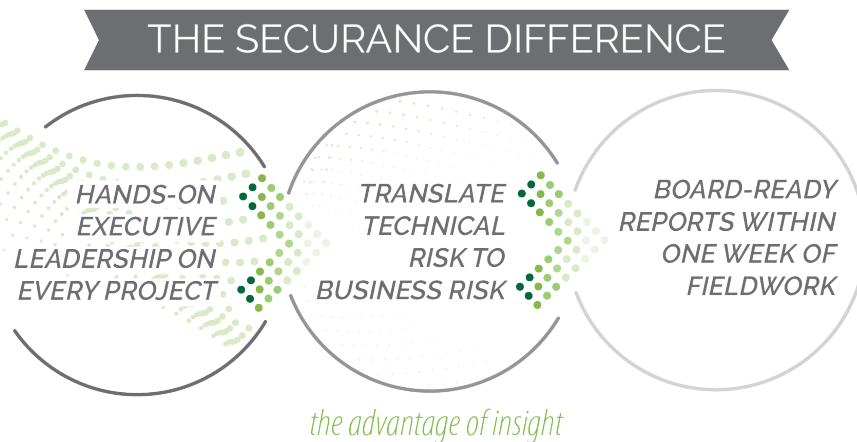 THE SECURANCE DIFFERENCE
HANDS-ON
EXECUTIVE
LEADERSHIP ON
EVERY PROJECT
TRANSLATE
TECHNICAL
RISK TO
BUSINESS RISK
BOARD-READY
REPORTS WITHIN
ONE WEEK OF
FIELDWORK
the advantage of insight